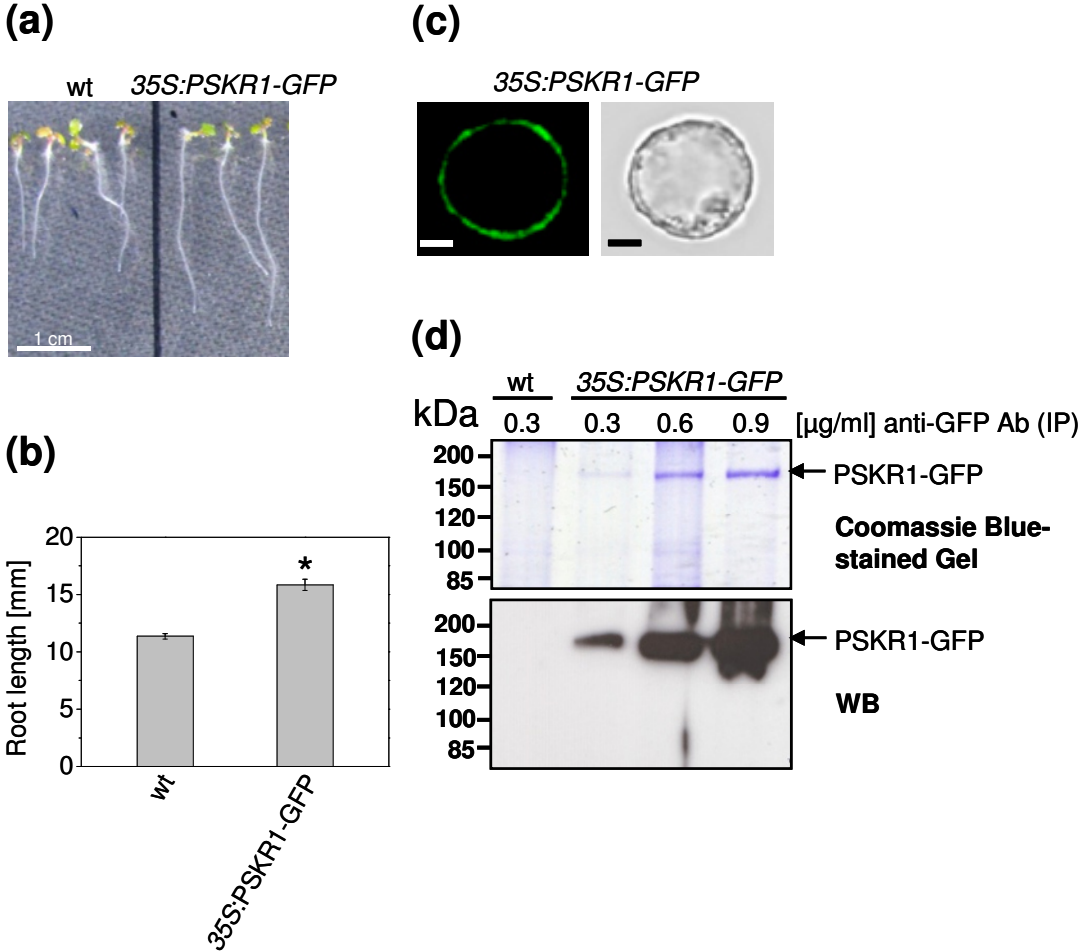 (a)
wt 35S:PSKR1-GFP
1 cm
(b)
Root length [mm]
20
15
10
5
0
*
wt
35S:PSKR1-GFP
(c)
35S:PSKR1-GFP
(d)
wt 35S:PSKR1-GFP
kDa 0.3 0.3 0.6 0.9 [µg/ml] anti-GFP Ab (IP)
200
150
120
100
85
PSKR1-GFP
Coomassie Blue-
stained Gel
200
150
120
100
85
PSKR1-GFP
WB